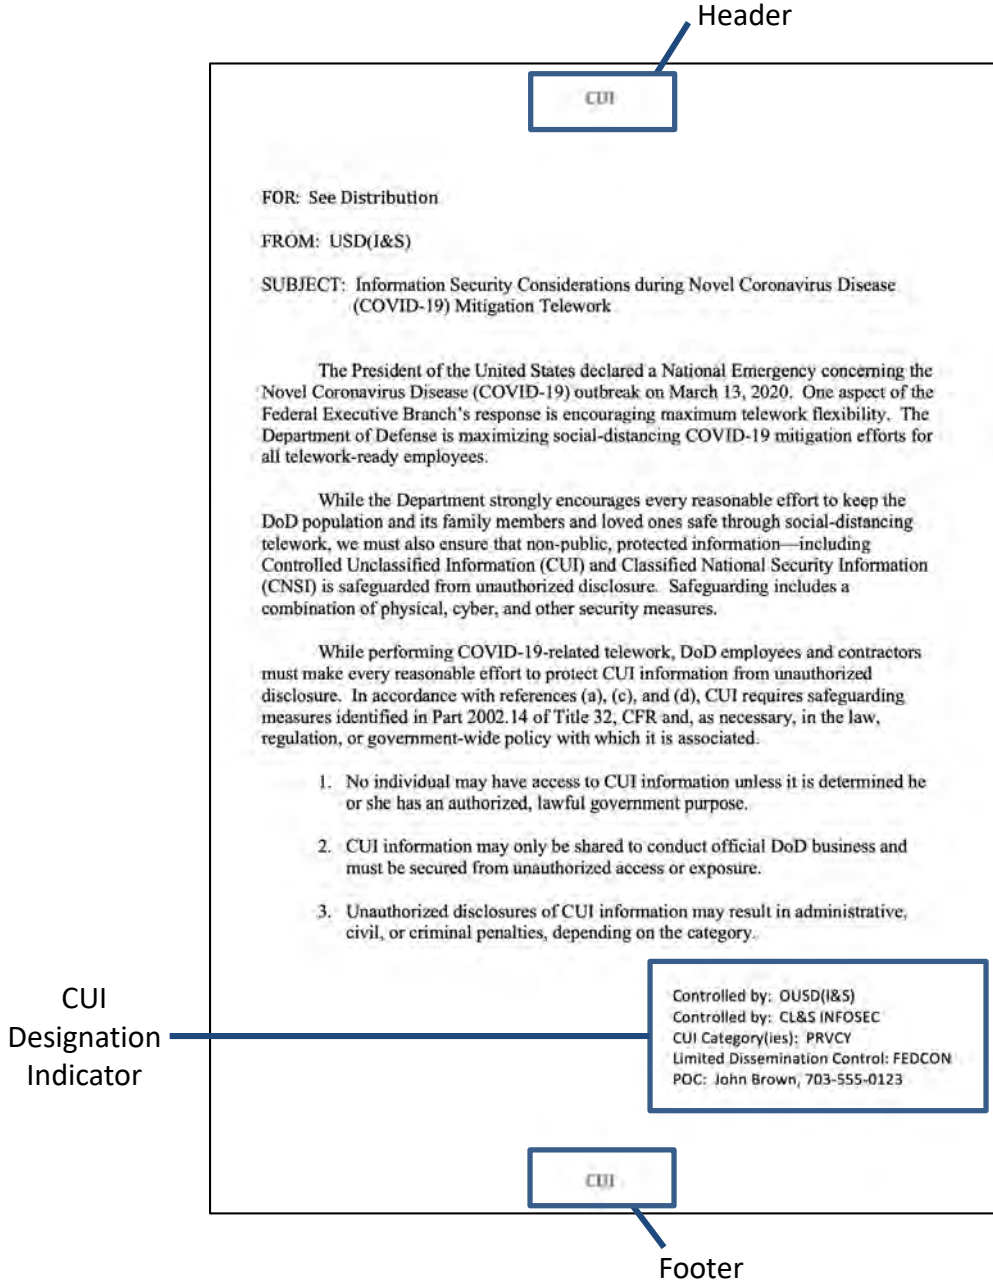 Header
CUI
FOR: See Distribution
FROM: USD(I&S)
SUBJECT: Information Security Considerations during Novel Coronavirus Disease
(COVID-19) Mitigation Telework
The President of the United States declared a National Emergency concerning the
Novel Coronavirus Disease (COVID-19) outbreak on March 13, 2020. One aspect of the
Federal Executive Branch's response is encouraging maximum telework flexibility. The
Department of Defense is maximizing social-distancing COVID-19 mitigation efforts for
all telework-ready employees.
While the Department strongly encourages every reasonable effort to keep the
DoD population and its family members and loved ones safe through social-distancing
telework, we must also ensure that non-public, protected information—including
Controlled Unclassified Information (CUI) and Classified National Security Information
(CNSI) is safeguarded from unauthorized disclosure. Safeguarding includes a
combination of physical, cyber, and other security measures.
While performing COVID-19-related telework, DoD employees and contractors
must make every reasonable effort to protect CUI information from unauthorized
disclosure. In accordance with references (a), (c), and (d), CUI requires safeguarding
measures identified in Part 2002.14 of Title 32, CFR and, as necessary, in the law,
regulation, or government-wide policy with which it is associated.
1. No individual may have access to CUI information unless it is determined he
or she has an authorized, lawful government purpose.
2. CUI information may only be shared to conduct official DoD business and
must be secured from unauthorized access or exposure.
3. Unauthorized disclosures of CUI information may result in administrative,
civil, or criminal penalties, depending on the category.
CUI
Designation
Indicator
Controlled by: OUSD(I&S)
Controlled by: CL&S INFOSEC
CUI Category(ies): PRVCY
Limited Dissemination Control: FEDCON
POC: John Brown, 703-555-0123
CUI
Footer